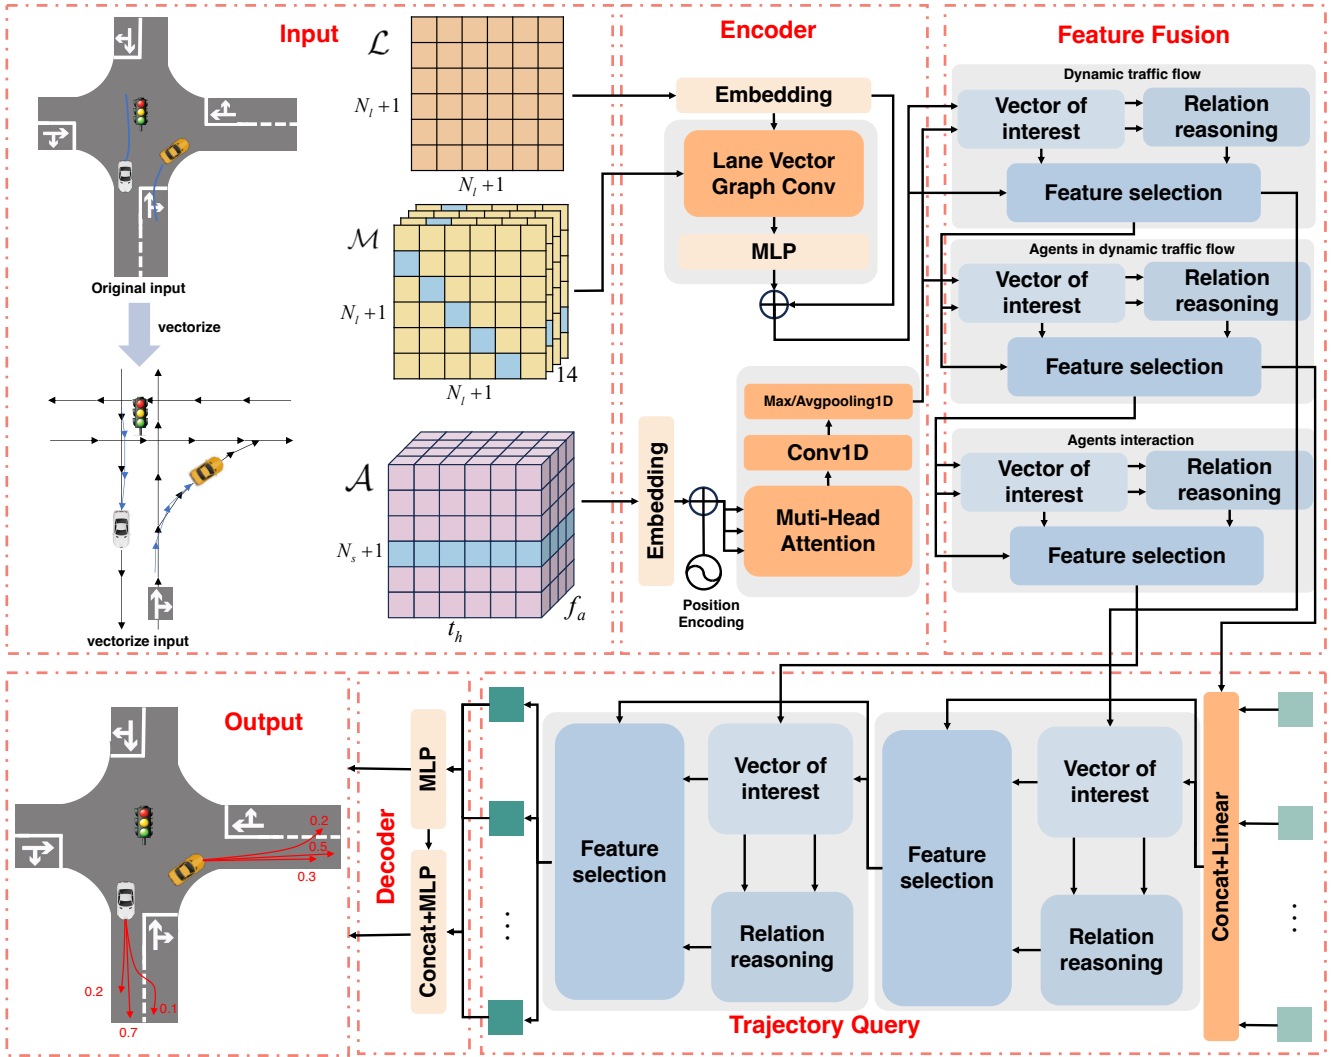 Input
Original input
vectorize
vectorize input
ℒ
N_l +1
N_l +1
ℳ
N_l +1
N_l +1
14
𝒜
N_s +1
t_h
f_a
Encoder
Embedding
Lane Vector
Graph Conv
MLP
Max/Avgpooling1D
Conv1D
Muti-Head
Attention
Embedding
Position
Encoding
Feature Fusion
Dynamic traffic flow
Vector of
interest
Relation
reasoning
Feature selection
Agents in dynamic traffic flow
Vector of
interest
Relation
reasoning
Feature selection
Agents interaction
Vector of
interest
Relation
reasoning
Feature selection
Output
0.2
0.5
0.3
0.2
0.1
0.7
Decoder
MLP
Concat+MLP
...
Feature
selection
Vector of
interest
Relation
reasoning
Feature
selection
Vector of
interest
Relation
reasoning
Concat+Linear
...
Trajectory Query